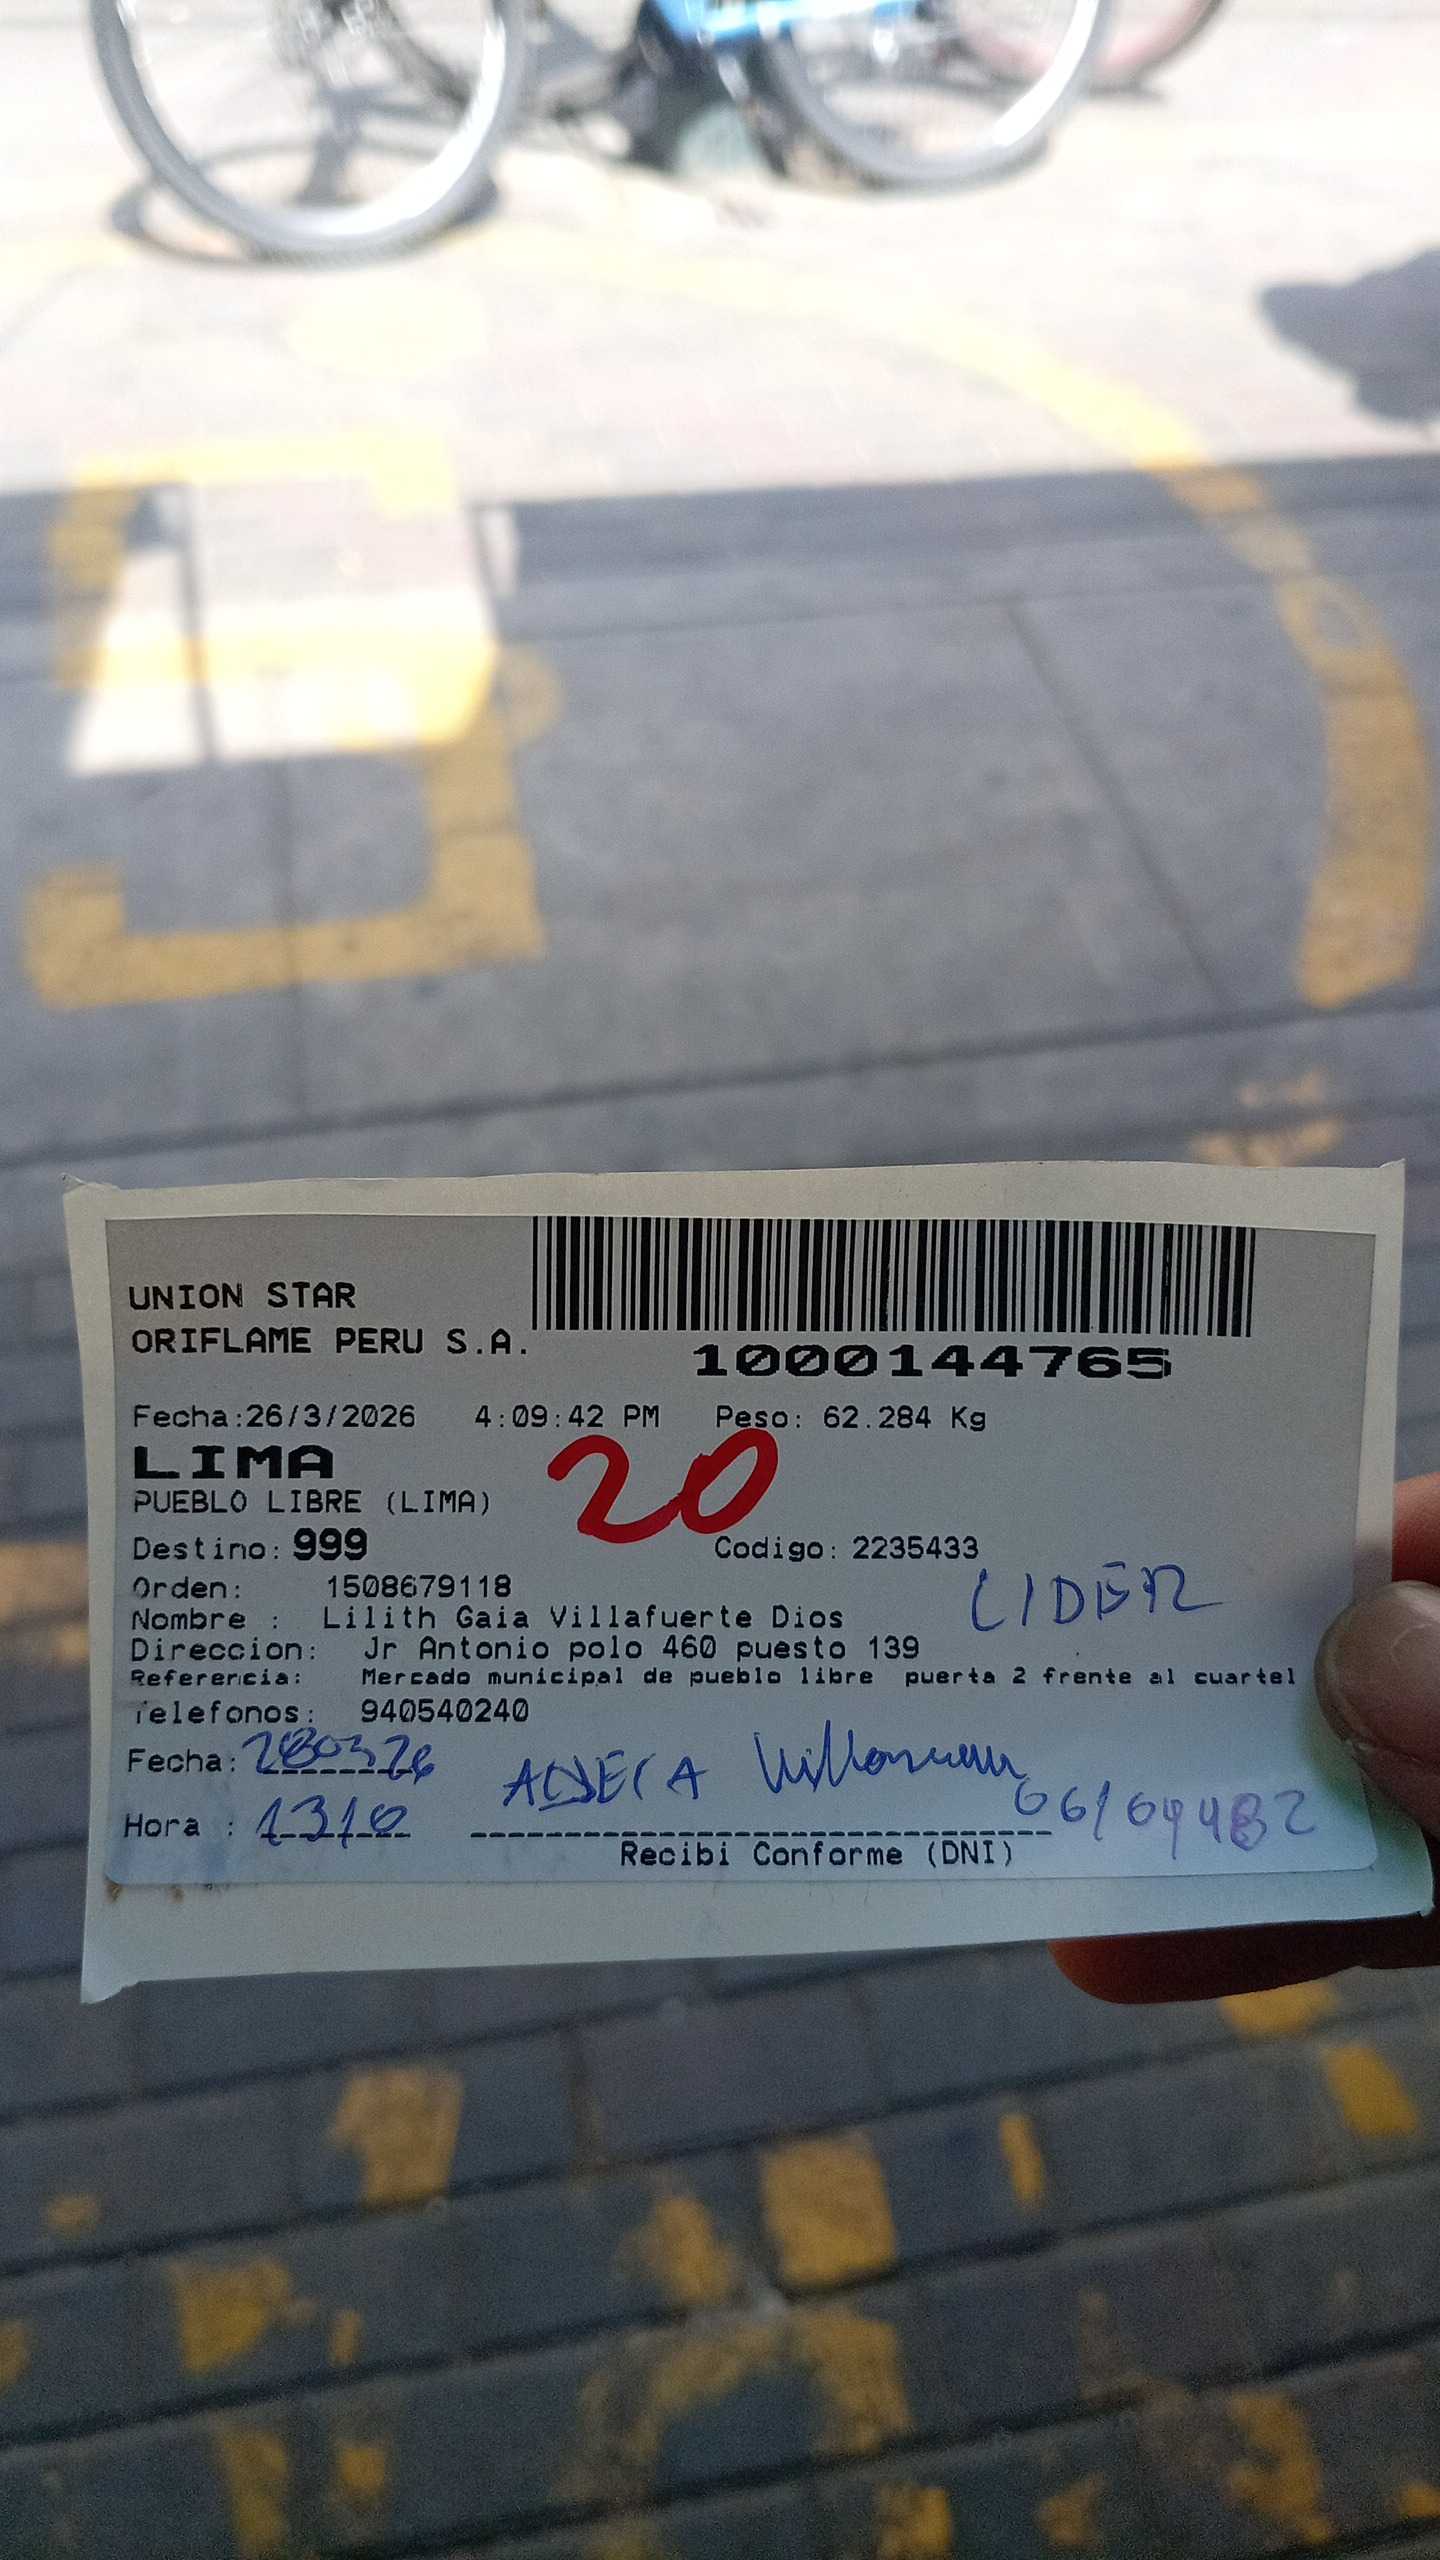 UNION STAR
ORIFLAME PERU S.A.
1000144765
Fecha:26/3/2026 4:09:42 PM Peso: 62.284 Kg
LIMA
20
PUEBLO LIBRE (LIMA)
Destino: 999 Codigo: 2235433
Orden: 1508679118
LIDER
Nombre : Lilith Gaia Villafuerte Dios
Direccion: Jr Antonio polo 460 puesto 139
Referencia: Mercado municipal de pueblo libre puerta 2 frente al cuartel
Telefonos: 940540240
Fecha: 280326
Hora : 1310
Recibi Conforme (DNI)